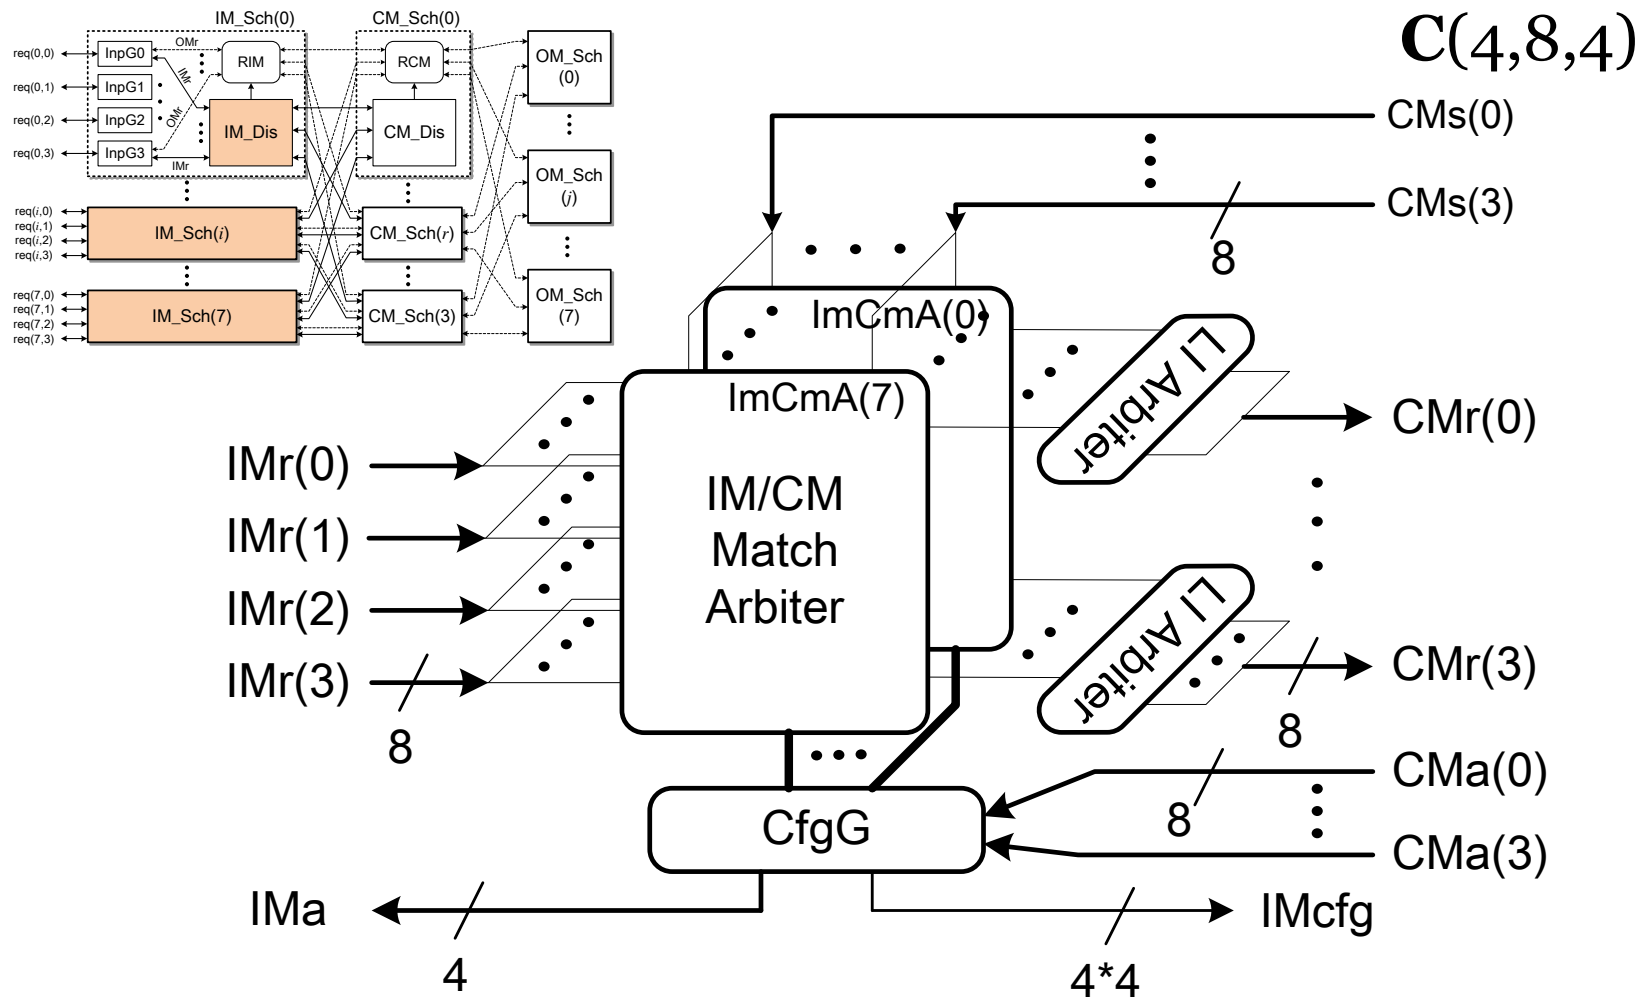 IM_Sch(0)
CM_Sch(0)
C(4,8,4)
req(0,0)
req(0,1)
req(0,2)
req(0,3)
InpG0
InpG1
InpG2
InpG3
OMr
IMr
OMr
IMr
RIM
IM_Dis
RCM
CM_Dis
OM_Sch
(0)
OM_Sch
(j)
OM_Sch
(7)
req(i,0)
req(i,1)
req(i,2)
req(i,3)
IM_Sch(i)
CM_Sch(r)
req(7,0)
req(7,1)
req(7,2)
req(7,3)
IM_Sch(7)
CM_Sch(3)
CMs(0)
CMs(3)
8
ImCmA(0)
ImCmA(7)
IM/CM
Match
Arbiter
LI Arbiter
LI Arbiter
IMr(0)
IMr(1)
IMr(2)
IMr(3)
8
CMr(0)
CMr(3)
8
CMa(0)
8
CMa(3)
CfgG
IMa
4
IMcfg
4*4